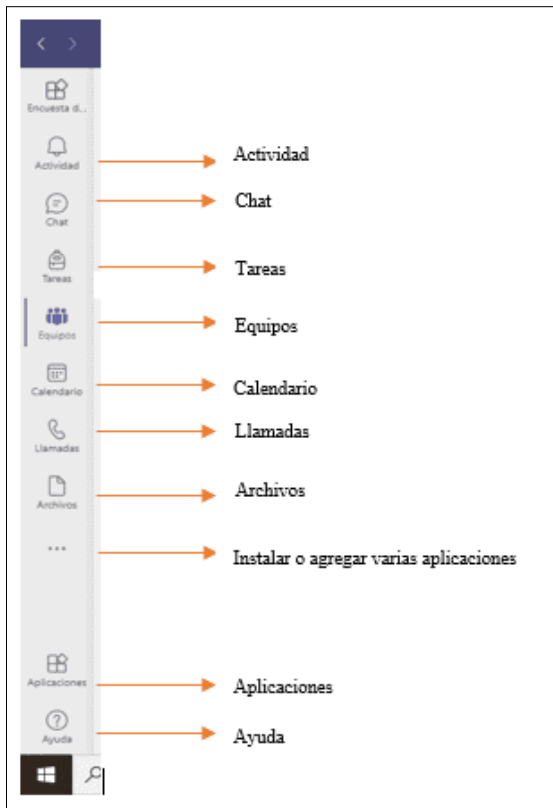 Encuesta d...
Actividad
Actividad
Chat
Chat
Tareas
Tareas
Equipos
Equipos
Calendario
Calendario
Llamadas
Llamadas
Archivos
Archivos
...
Instalar o agregar varias aplicaciones
Aplicaciones
Aplicaciones
Ayuda
Ayuda